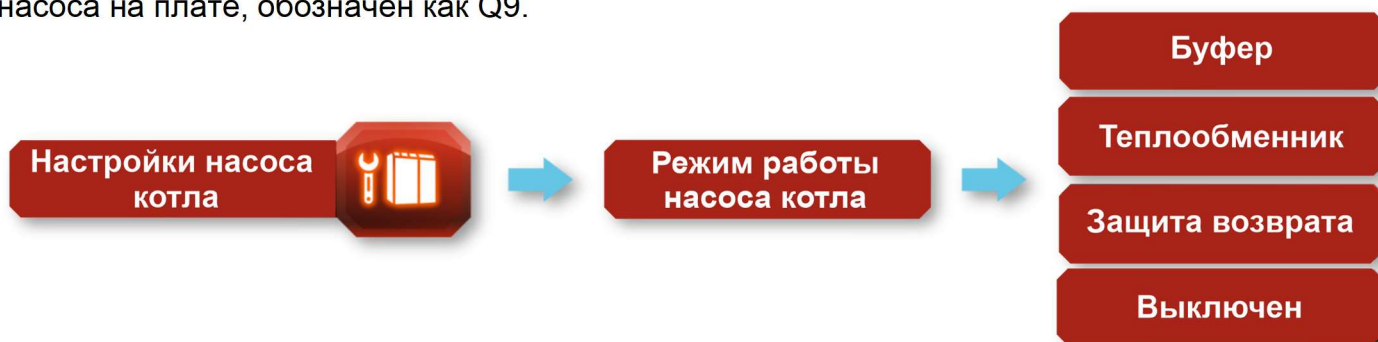 насоса на плате, обозначен как Q9.
Настройки насоса
котла
Режим работы
насоса котла
Буфер
Теплообменник
Защита возврата
Выключен